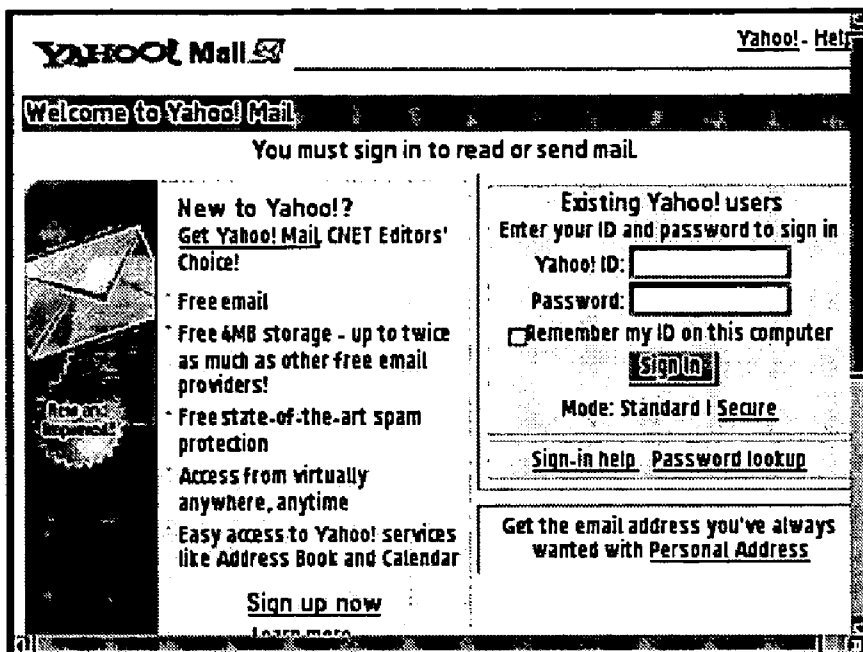 YAHOO! Mail
Yahoo! - Help
Welcome to Yahoo! Mail
You must sign in to read or send mail
New to Yahoo!?
Get Yahoo! Mail, CNET Editors'
Choice!
Free email
Free 4MB storage - up to twice
as much as other free email
providers!
Free state-of-the-art spam
protection
Access from virtually
anywhere, anytime
Easy access to Yahoo! services
like Address Book and Calendar
Sign up now
Learn more
New and
Improved!
Existing Yahoo! users
Enter your ID and password to sign in
Yahoo! ID:
Password:
Remember my ID on this computer
Sign In
Mode: Standard | Secure
Sign-in help Password lookup
Get the email address you've always
wanted with Personal Address